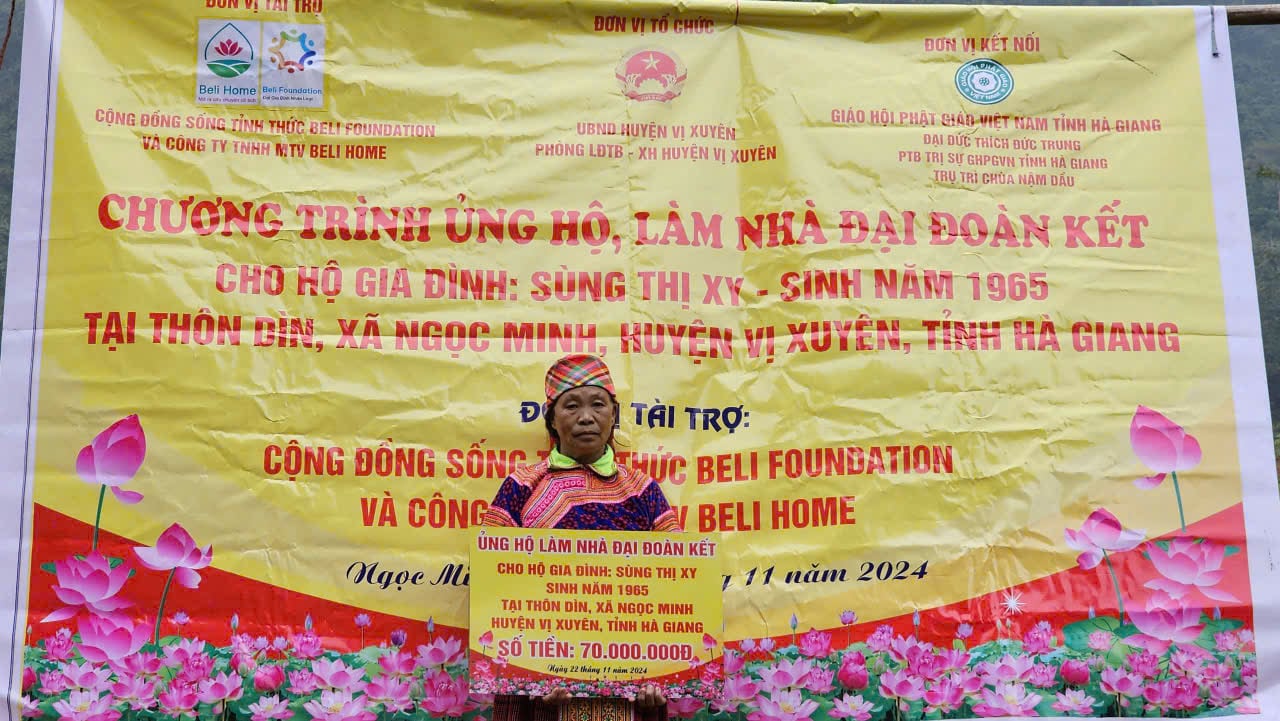 ĐƠN VỊ TÀI TRỢ
Beli Home
Beli Foundation
CỘNG ĐỒNG SỐNG TỈNH THỨC BELI FOUNDATION
VÀ CÔNG TY TNHH MTV BELI HOME
ĐƠN VỊ TỔ CHỨC
UBND HUYỆN VỊ XUYÊN
PHÒNG LĐTB - XH HUYỆN VỊ XUYÊN
ĐƠN VỊ KẾT NỐI
GIÁO HỘI PHẬT GIÁO VIỆT NAM
GIÁO HỘI PHẬT GIÁO VIỆT NAM TỈNH HÀ GIANG
ĐẠI ĐỨC THÍCH ĐỨC TRUNG
PTB TRỊ SỰ GHPGVN TỈNH HÀ GIANG
TRỤ TRÌ CHÙA NẬM DẦU
CHƯƠNG TRÌNH ỦNG HỘ, LÀM NHÀ ĐẠI ĐOÀN KẾT
CHO HỘ GIA ĐÌNH: SÙNG THỊ XY - SINH NĂM 1965
TẠI THÔN DÌN, XÃ NGỌC MINH, HUYỆN VỊ XUYÊN, TỈNH HÀ GIANG
TÀI TRỢ:
CỘNG ĐỒNG SỐNG THỨC BELI FOUNDATION
VÀ CÔNG BELI HOME
Ngọc 11 năm 2024
ỦNG HỘ LÀM NHÀ ĐẠI ĐOÀN KẾT
CHO HỘ GIA ĐÌNH: SÙNG THỊ XY
SINH NĂM 1965
TẠI THÔN DÌN, XÃ NGỌC MINH
HUYỆN VỊ XUYÊN, TỈNH HÀ GIANG
SỐ TIỀN: 70.000.000Đ
Ngày 22 tháng 11 năm 2024